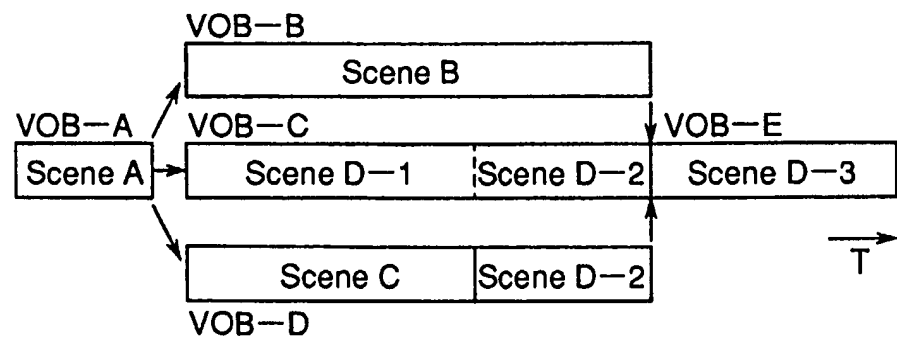 VOB—B
Scene B
VOB—A
VOB—C
VOB—E
Scene A
Scene D—1
Scene D—2
Scene D—3
T
Scene C
Scene D—2
VOB—D